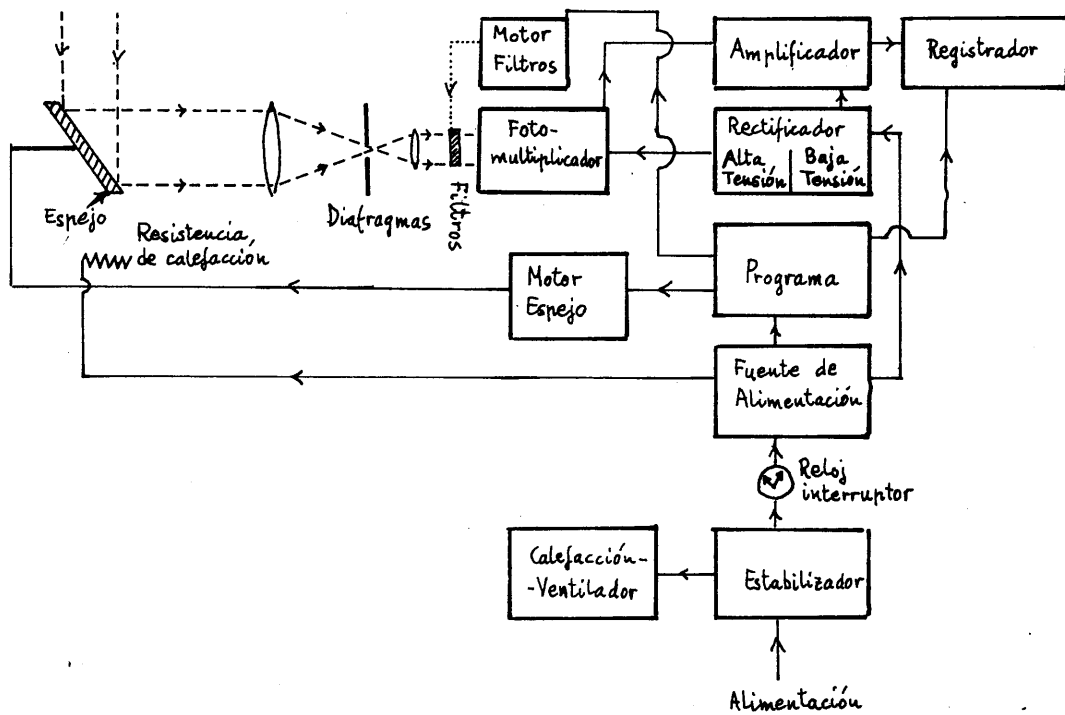 Motor
Filtros
Amplificador
Registrador
Foto-
multiplicador
Rectificador
Alta
Tensión
Baja
Tensión
Espejo
Diafragmas
Filtros
Resistencia,
de calefacción
Motor
Espejo
Programa
Fuente de
Alimentación
Reloj
interruptor
Calefacción-
-Ventilador
Estabilizador
Alimentación